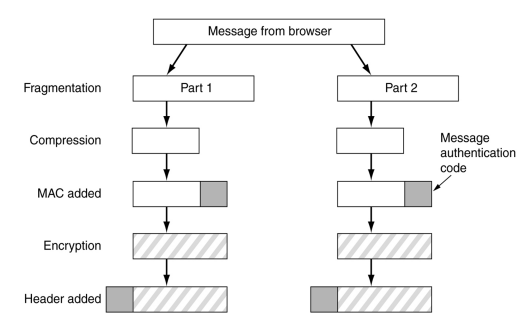 Message from browser
Fragmentation
Part 1
Part 2
Compression
Message
authentication
code
MAC added
Encryption
Header added